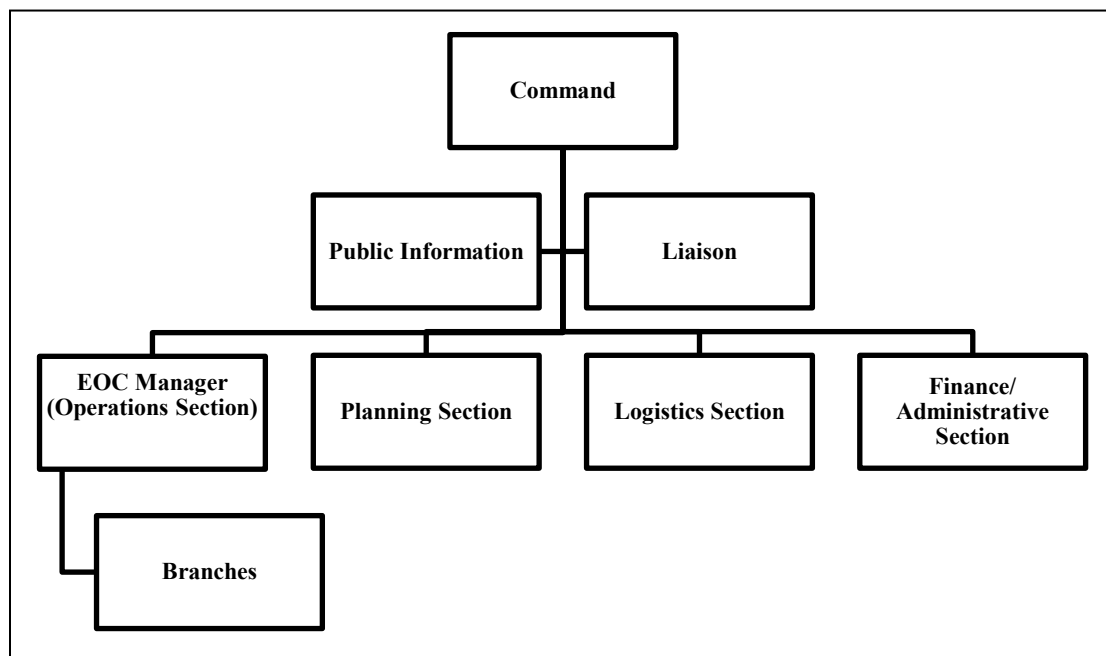 Command
Public Information
Liaison
EOC Manager
(Operations Section)
Planning Section
Logistics Section
Finance/
Administrative
Section
Branches